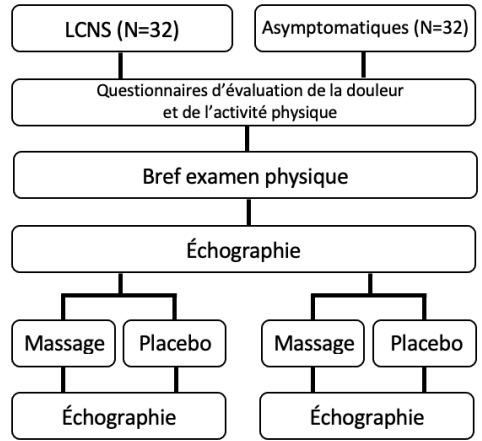 LCNS (N=32)
Asymptomatiques (N=32)
Questionnaires d’évaluation de la douleur
et de l’activité physique
Bref examen physique
Échographie
Massage
Placebo
Massage
Placebo
Échographie
Échographie